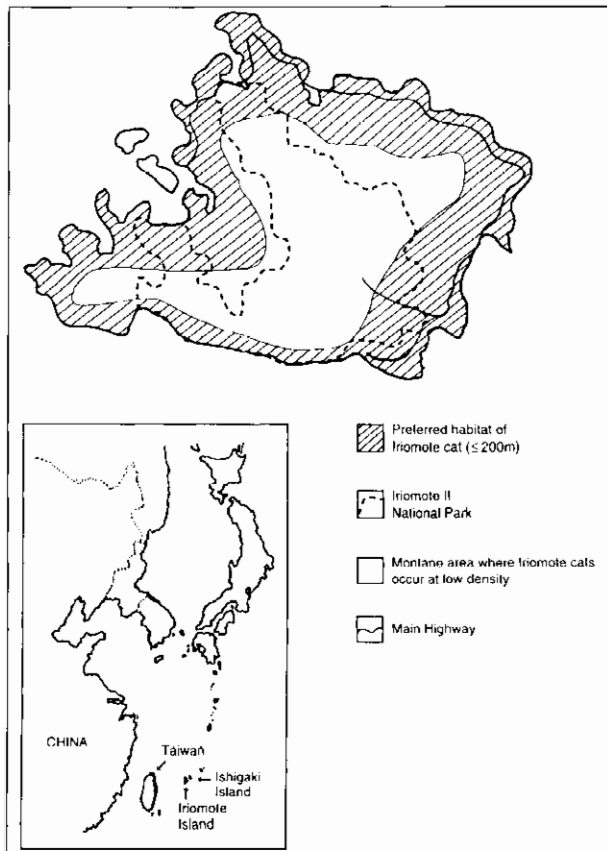 Preferred habitat of
Iriomote cat (≤ 200m)
Iriomoto II
National Park
Montane area where Iriomote cats
occur at low density
Main Highway
CHINA
Taiwan
Ishigaki
Island
Iriomote
Island